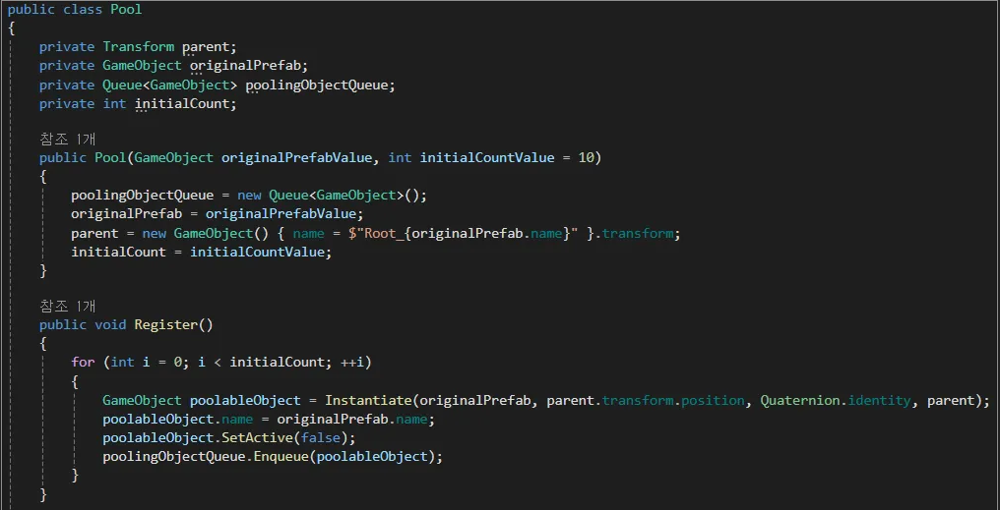 public class Pool
{
    private Transform parent;
    private GameObject originalPrefab;
    private Queue<GameObject> poolingObjectQueue;
    private int initialCount;

    참조 1개
    public Pool(GameObject originalPrefabValue, int initialCountValue = 10)
    {
        poolingObjectQueue = new Queue<GameObject>();
        originalPrefab = originalPrefabValue;
        parent = new GameObject() { name = $"Root_{originalPrefab.name}" }.transform;
        initialCount = initialCountValue;
    }

    참조 1개
    public void Register()
    {
        for (int i = 0; i < initialCount; ++i)
        {
            GameObject poolableObject = Instantiate(originalPrefab, parent.transform.position, Quaternion.identity, parent);
            poolableObject.name = originalPrefab.name;
            poolableObject.SetActive(false);
            poolingObjectQueue.Enqueue(poolableObject);
        }
    }